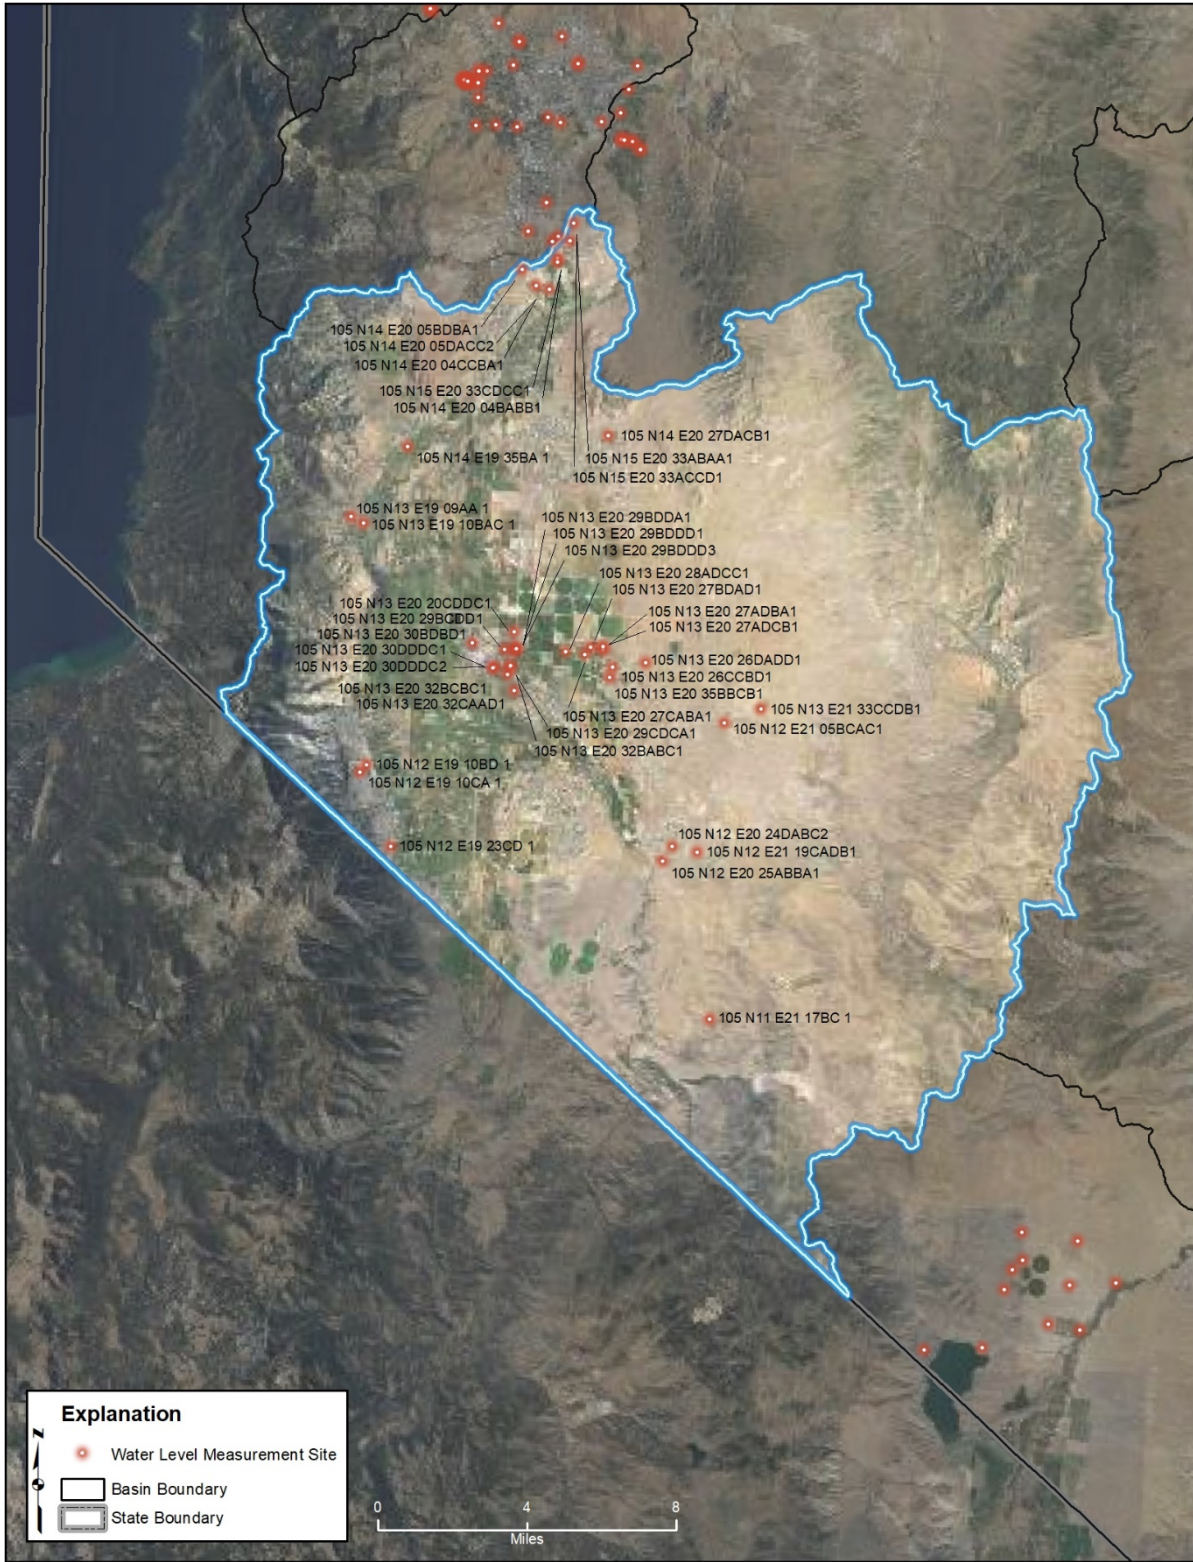 105 N14 E20 05BDBA1
105 N14 E20 05DACC2
105 N14 E20 04CCBA1
105 N15 E20 33CDCC1
105 N14 E20 04BABB1
105 N14 E20 27DACB1
105 N14 E19 35BA 1
105 N15 E20 33ABAA1
105 N15 E20 33ACCD1
105 N13 E19 09AA 1
105 N13 E19 10BAC 1
105 N13 E20 29BDDA1
105 N13 E20 29BDDD1
105 N13 E20 29BDDD3
105 N13 E20 28ADCC1
105 N13 E20 27BDAD1
105 N13 E20 20CDDC1
105 N13 E20 27ADBA1
105 N13 E20 27ADCB1
105 N13 E20 30BDBD1
105 N13 E20 30DDDC1
105 N13 E20 30DDDC2
105 N13 E20 26DADD1
105 N13 E20 26CCBD1
105 N13 E20 35BBCB1
105 N13 E20 32BCBC1
105 N13 E20 32CAAD1
105 N13 E20 27CABA1
105 N13 E20 29CDCA1
105 N13 E20 32BABC1
105 N13 E21 33CCDB1
105 N12 E21 05BCAC1
105 N12 E19 10BD 1
105 N12 E19 10CA 1
105 N12 E19 23CD 1
105 N12 E20 24DABC2
105 N12 E21 19CADB1
105 N12 E20 25ABBA1
105 N11 E21 17BC 1
Explanation
Z
Water Level Measurement Site
Basin Boundary
State Boundary
0 4 8
Miles